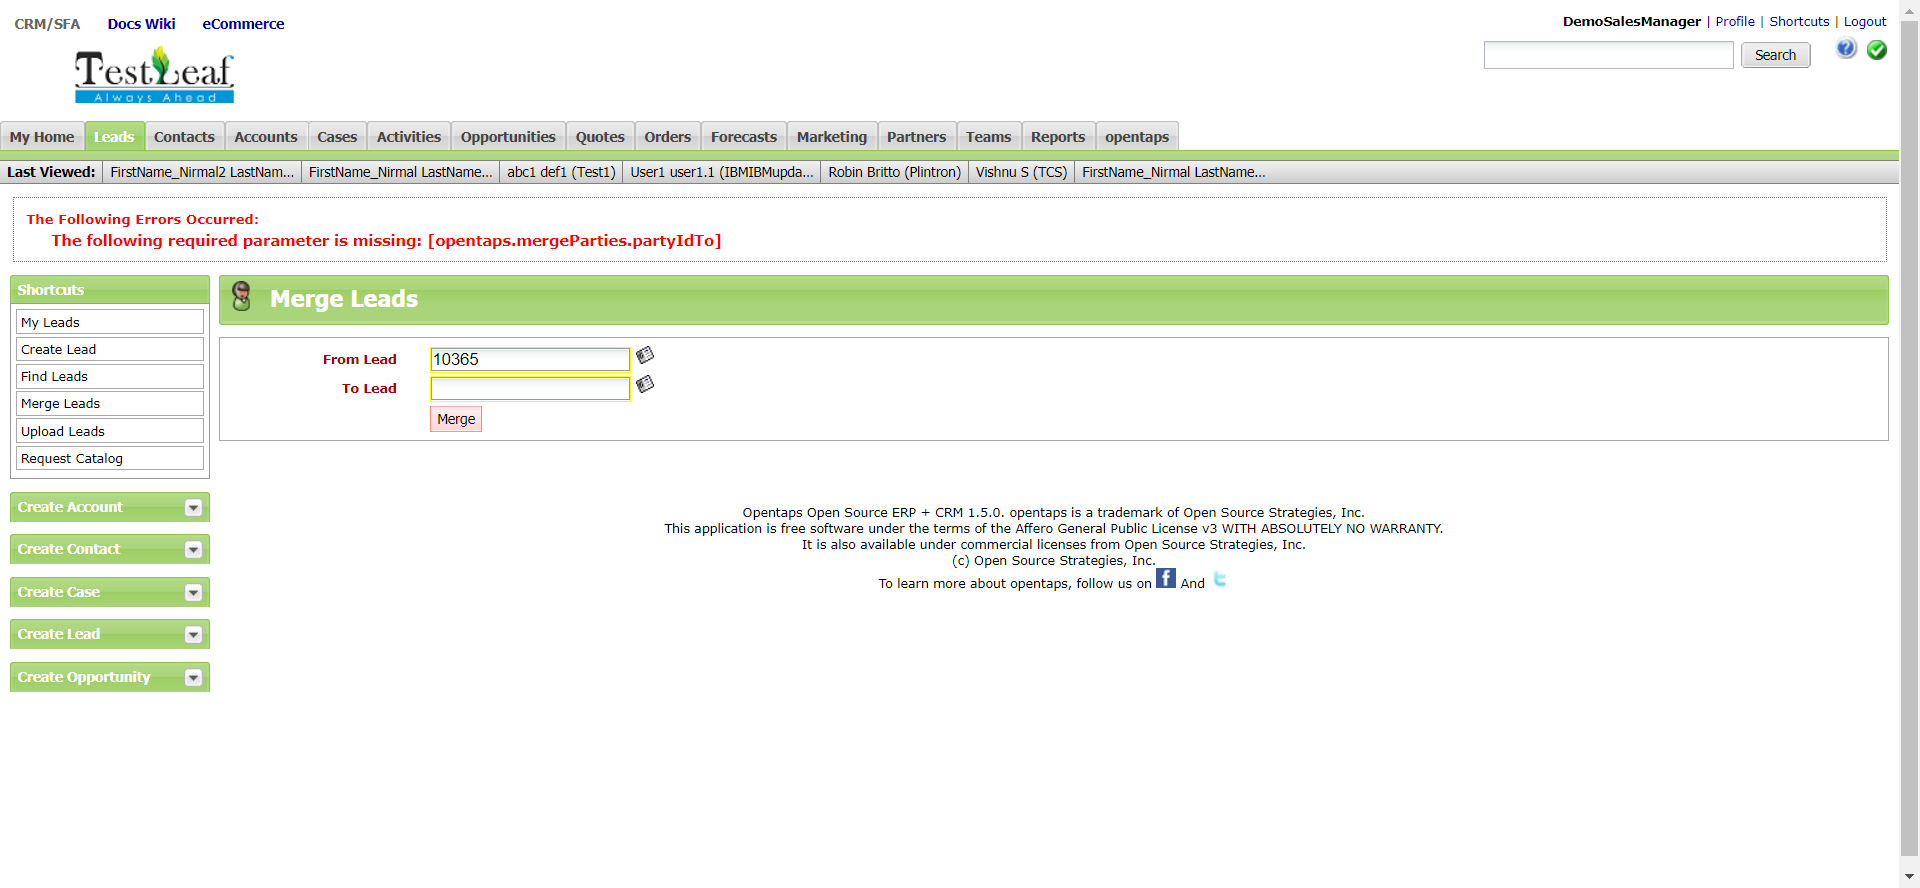 CRM/SFA Docs Wiki eCommerce
DemoSalesManager | Profile | Shortcuts | Logout
Search
TestLeaf
Always Ahead
My Home Leads Contacts Accounts Cases Activities Opportunities Quotes Orders Forecasts Marketing Partners Teams Reports opentaps
Last Viewed: FirstName_Nirmal2 LastNam... FirstName_Nirmal LastName... abc1 def1 (Test1) User1 user1.1 (IBMIBMupda... Robin Britto (Plintron) Vishnu S (TCS) FirstName_Nirmal LastName...
The Following Errors Occurred:
The following required parameter is missing: [opentaps.mergeParties.partyIdTo]
Shortcuts
My Leads
Create Lead
Find Leads
Merge Leads
Upload Leads
Request Catalog
Create Account
Create Contact
Create Case
Create Lead
Create Opportunity
Merge Leads
From Lead 10365
To Lead
Merge
Opentaps Open Source ERP + CRM 1.5.0. opentaps is a trademark of Open Source Strategies, Inc.
This application is free software under the terms of the Affero General Public License v3 WITH ABSOLUTELY NO WARRANTY.
It is also available under commercial licenses from Open Source Strategies, Inc.
(c) Open Source Strategies, Inc.
To learn more about opentaps, follow us on f And t